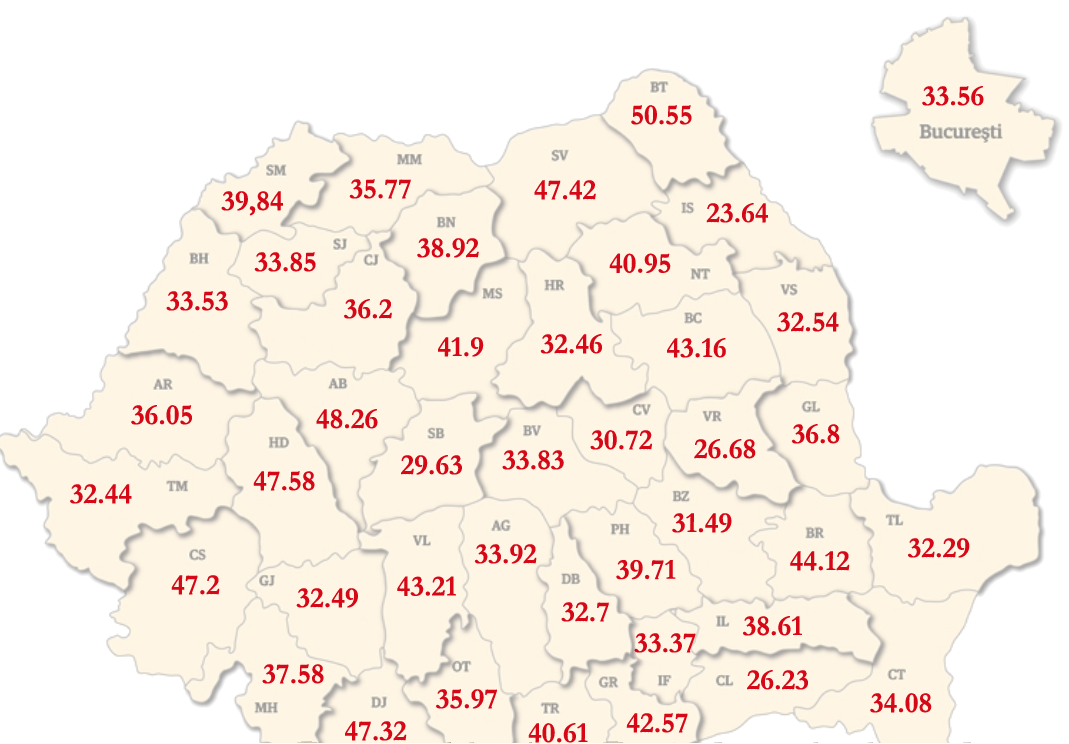 BT
50.55
33.56
Bucureşti
SM
39,84
MM
35.77
SV
47.42
IS 23.64
BN
38.92
SJ
33.85
CJ
36.2
BH
33.53
40.95
NT
MS
41.9
HR
32.46
VS
32.54
BC
43.16
AR
36.05
AB
48.26
SB
29.63
BV
33.83
CV
30.72
VR
26.68
GL
36.8
HD
47.58
32.44 TM
BZ
31.49
TL
32.29
BR
44.12
CS
47.2
GJ
32.49
VL
43.21
AG
33.92
DB
32.7
PH
39.71
IL 38.61
33.37
IF
CL 26.23
CT
34.08
37.58
MH
DJ
47.32
OT
35.97
TR
40.61
GR
42.57